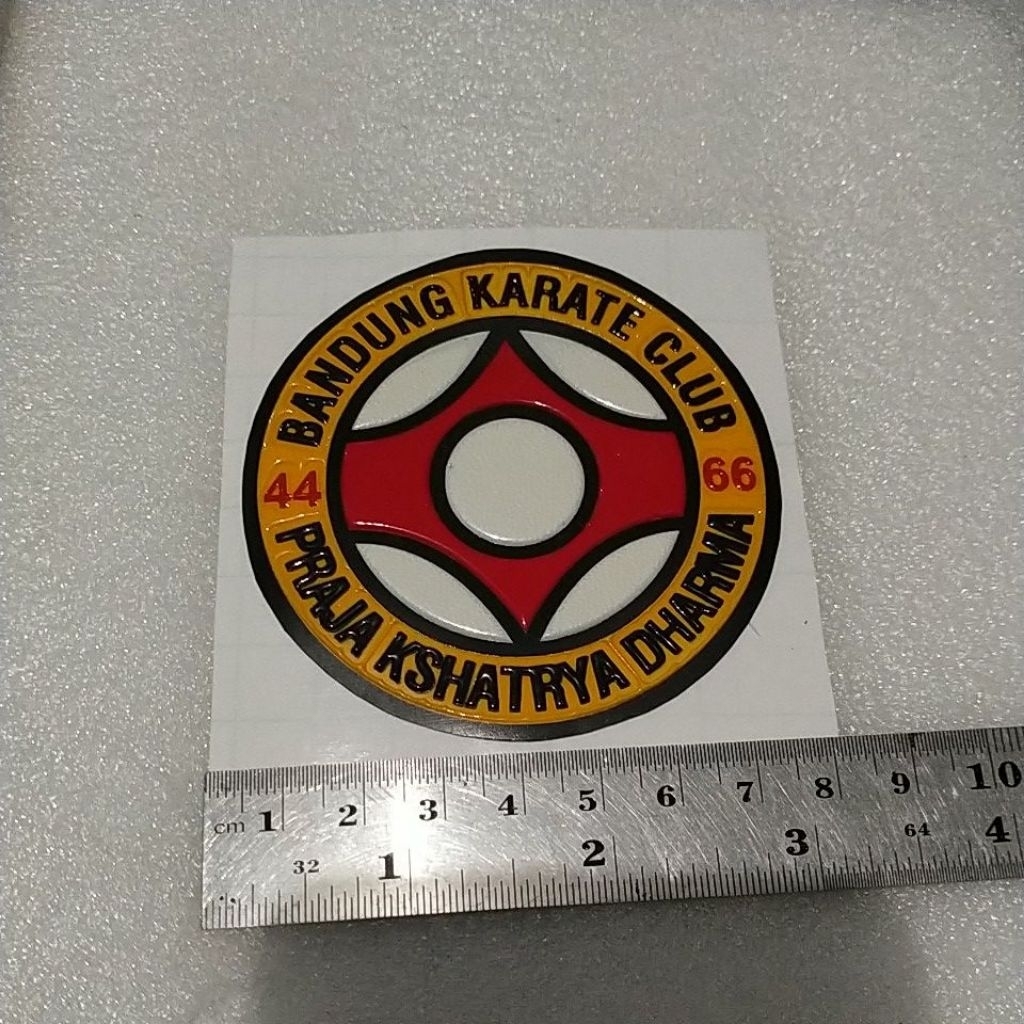 BANDUNG KARATE CLUB
44 66
PRAJA KSHATRYA DHARMA
cm 1 2 3 4 5 6 7 8 9 10
32 1 2 3 64 4